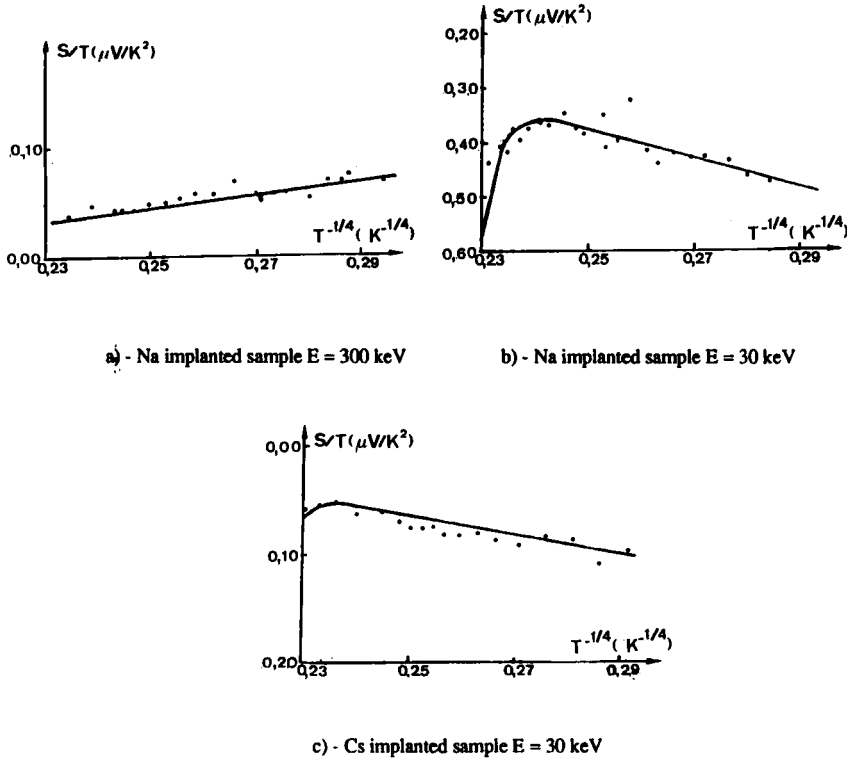 S/T(μV/K²)
0,10
0,00
0,23
0,25
0,27
0,29
T⁻¹/⁴( K⁻¹/⁴)
a) - Na implanted sample E = 300 keV
S/T(μV/K²)
0,20
0,30
0,40
0,50
0,60
0,23
0,25
0,27
0,29
T⁻¹/⁴( K⁻¹/⁴)
b) - Na implanted sample E = 30 keV
S/T(μV/K²)
0,00
0,10
0,20
0,23
0,25
0,27
0,29
T⁻¹/⁴( K⁻¹/⁴)
c) - Cs implanted sample E = 30 keV